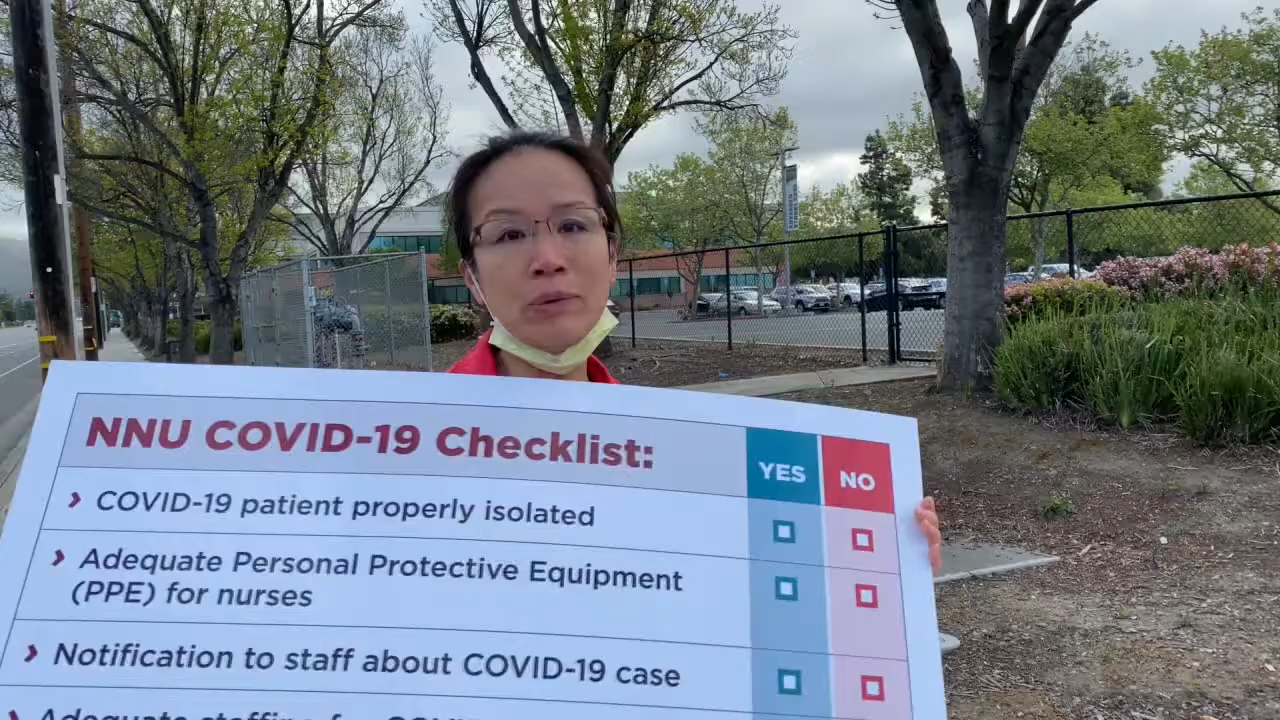 NNU COVID-19 Checklist:
YES
NO
COVID-19 patient properly isolated
Adequate Personal Protective Equipment
(PPE) for nurses
Notification to staff about COVID-19 case
Adequate